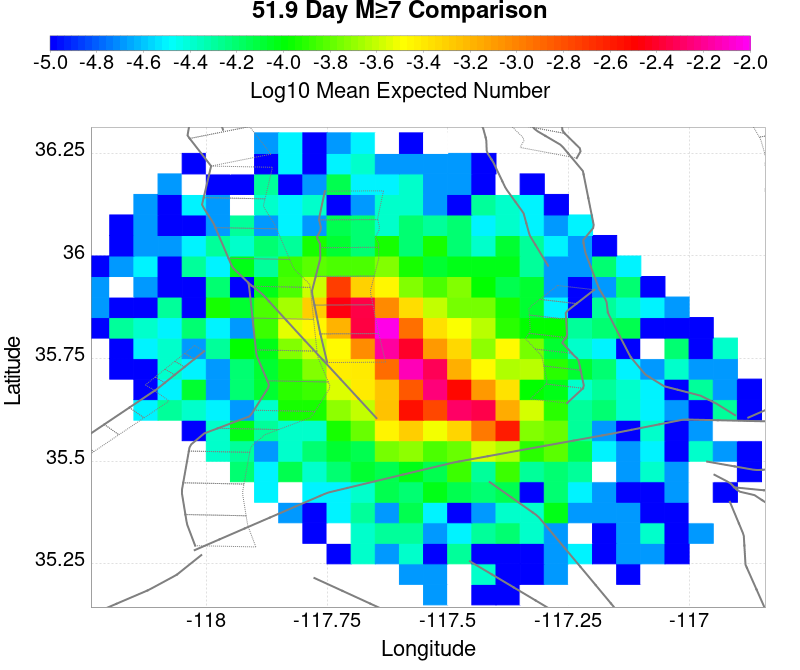 51.9 Day M≥7 Comparison
-5.0 -4.8 -4.6 -4.4 -4.2 -4.0 -3.8 -3.6 -3.4 -3.2 -3.0 -2.8 -2.6 -2.4 -2.2 -2.0
Log10 Mean Expected Number
36.25
36
35.75
35.5
35.25
Latitude
-118 -117.75 -117.5 -117.25 -117
Longitude